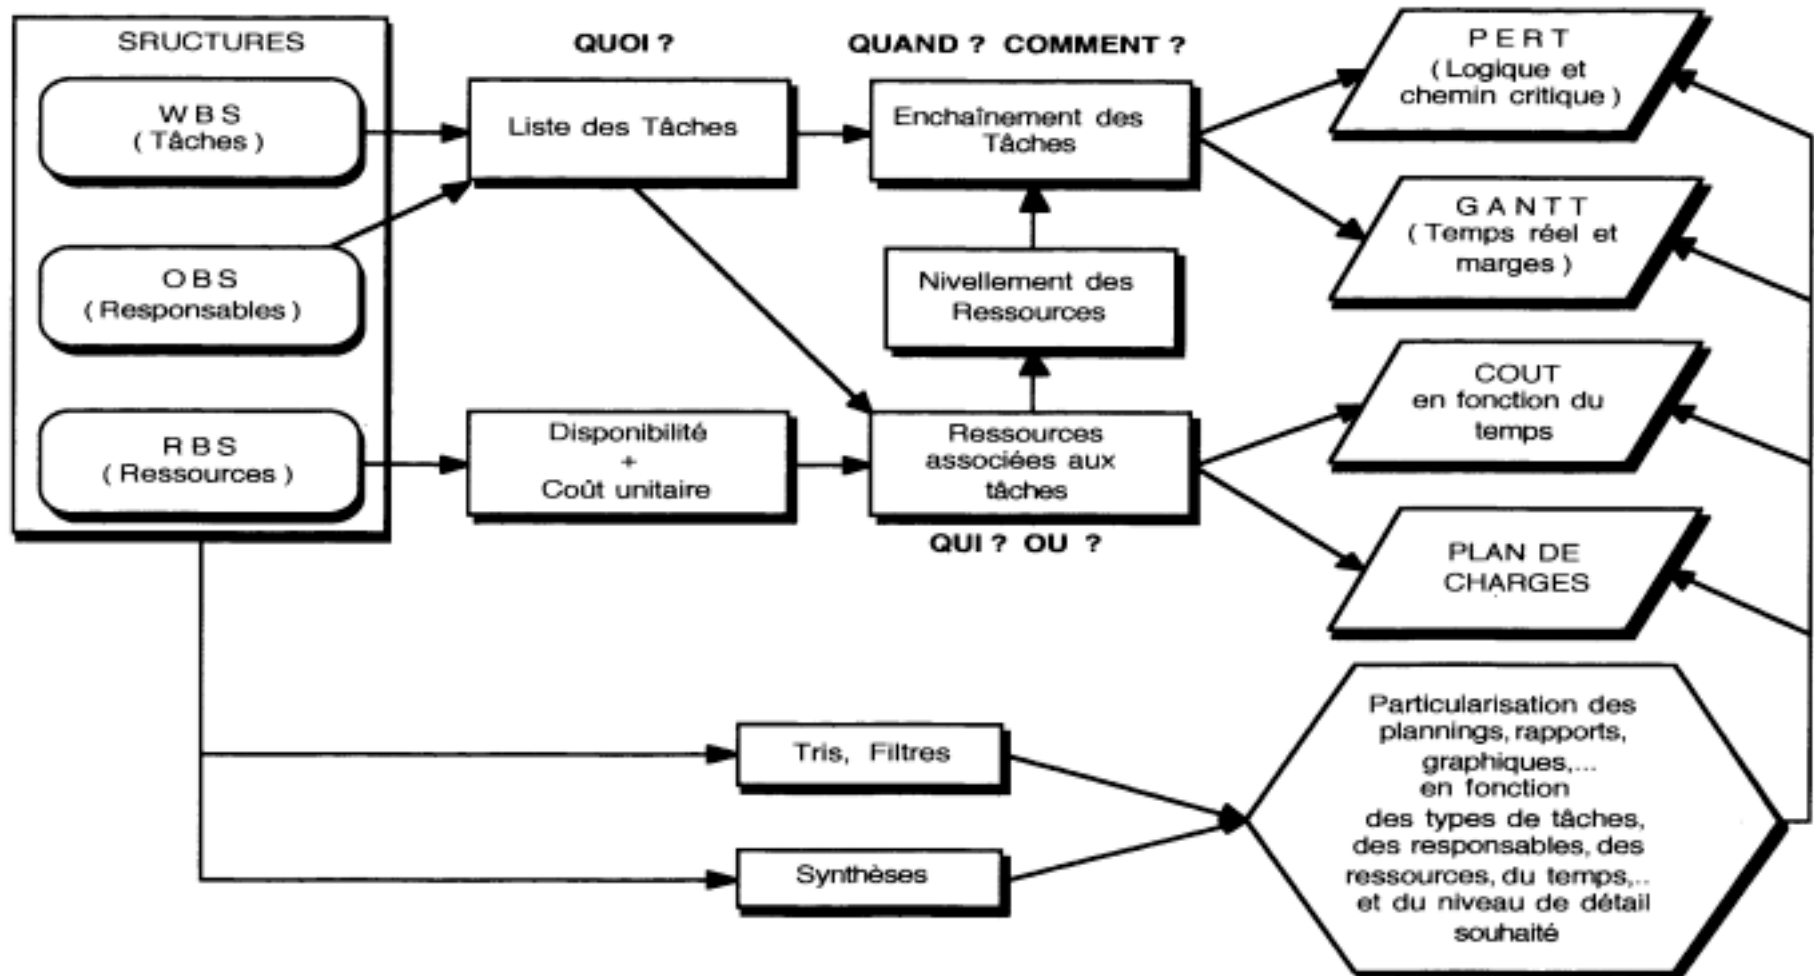 SRUCTURES
W B S
( Tâches )
O B S
( Responsables )
R B S
( Ressources )
QUOI ?
Liste des Tâches
Disponibilité
+
Coût unitaire
QUAND ? COMMENT ?
Enchaînement des
Tâches
Nivellement des
Ressources
Ressources
associées aux
tâches
QUI ? OU ?
P E R T
( Logique et
chemin critique )
G A N T T
( Temps réel et
marges )
COUT
en fonction du
temps
PLAN DE
CHARGES
Tris, Filtres
Synthèses
Particularisation des
plannings, rapports,
graphiques,...
en fonction
des types de tâches,
des responsables, des
ressources, du temps,..
et du niveau de détail
souhaité